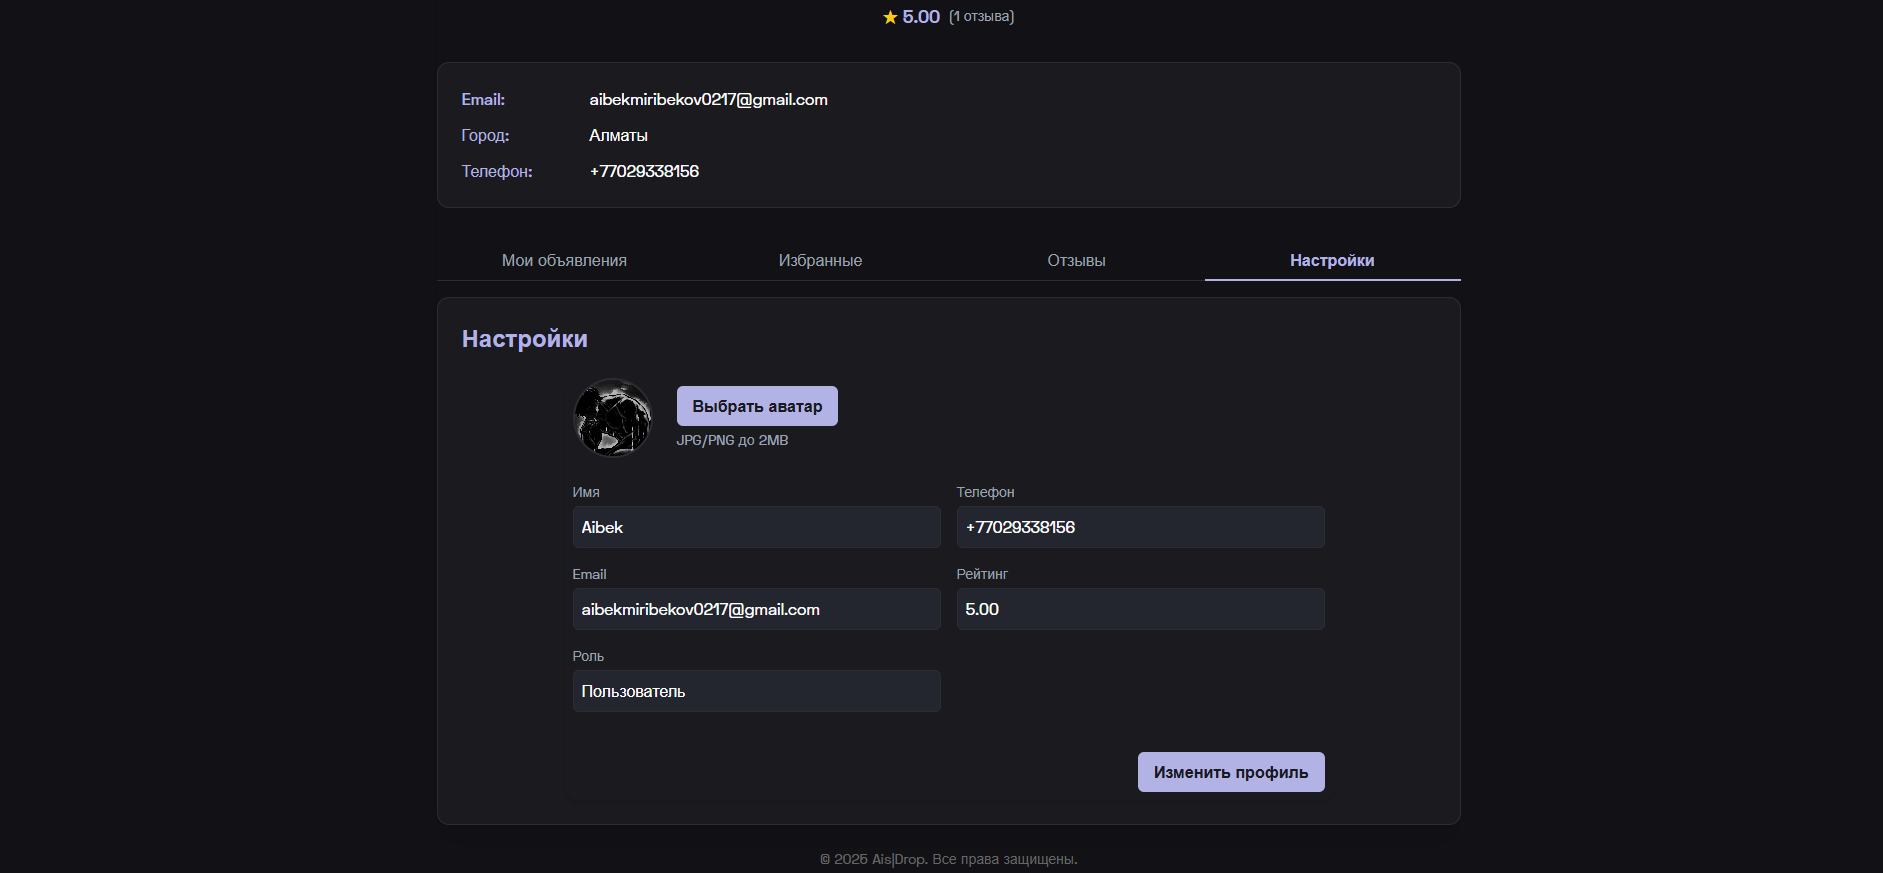 ★ 5.00 (1 отзыва)
Email: aibekmiribekov0217@gmail.com
Город: Алматы
Телефон: +77029338156
Мои объявления Избранные Отзывы Настройки
Настройки
Выбрать аватар
JPG/PNG до 2MB
Имя Телефон
Aibek +77029338156
Email Рейтинг
aibekmiribekov0217@gmail.com 5.00
Роль
Пользователь
Изменить профиль
© 2025 Ais|Drop. Все права защищены.